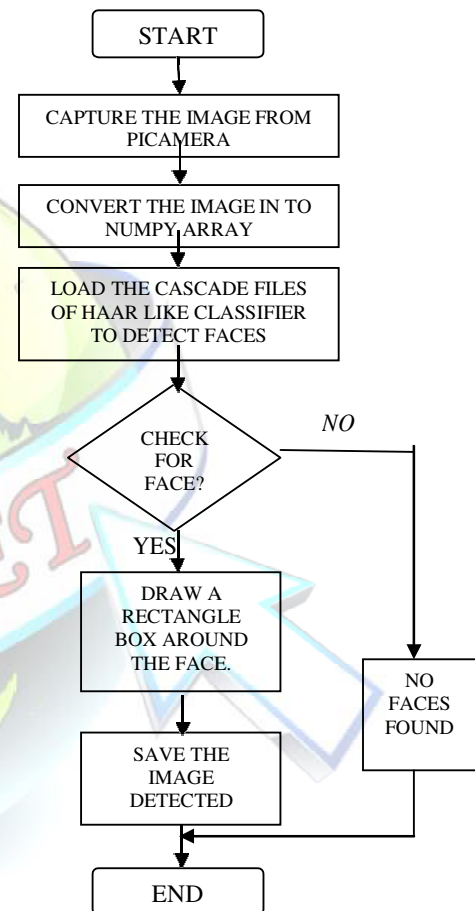 START
CAPTURE THE IMAGE FROM
PICAMERA
CONVERT THE IMAGE IN TO
NUMPY ARRAY
LOAD THE CASCADE FILES
OF HAAR LIKE CLASSIFIER
TO DETECT FACES
CHECK
FOR
FACE?
NO
YES
DRAW A
RECTANGLE
BOX AROUND
THE FACE.
NO
FACES
FOUND
SAVE THE
IMAGE
DETECTED
END